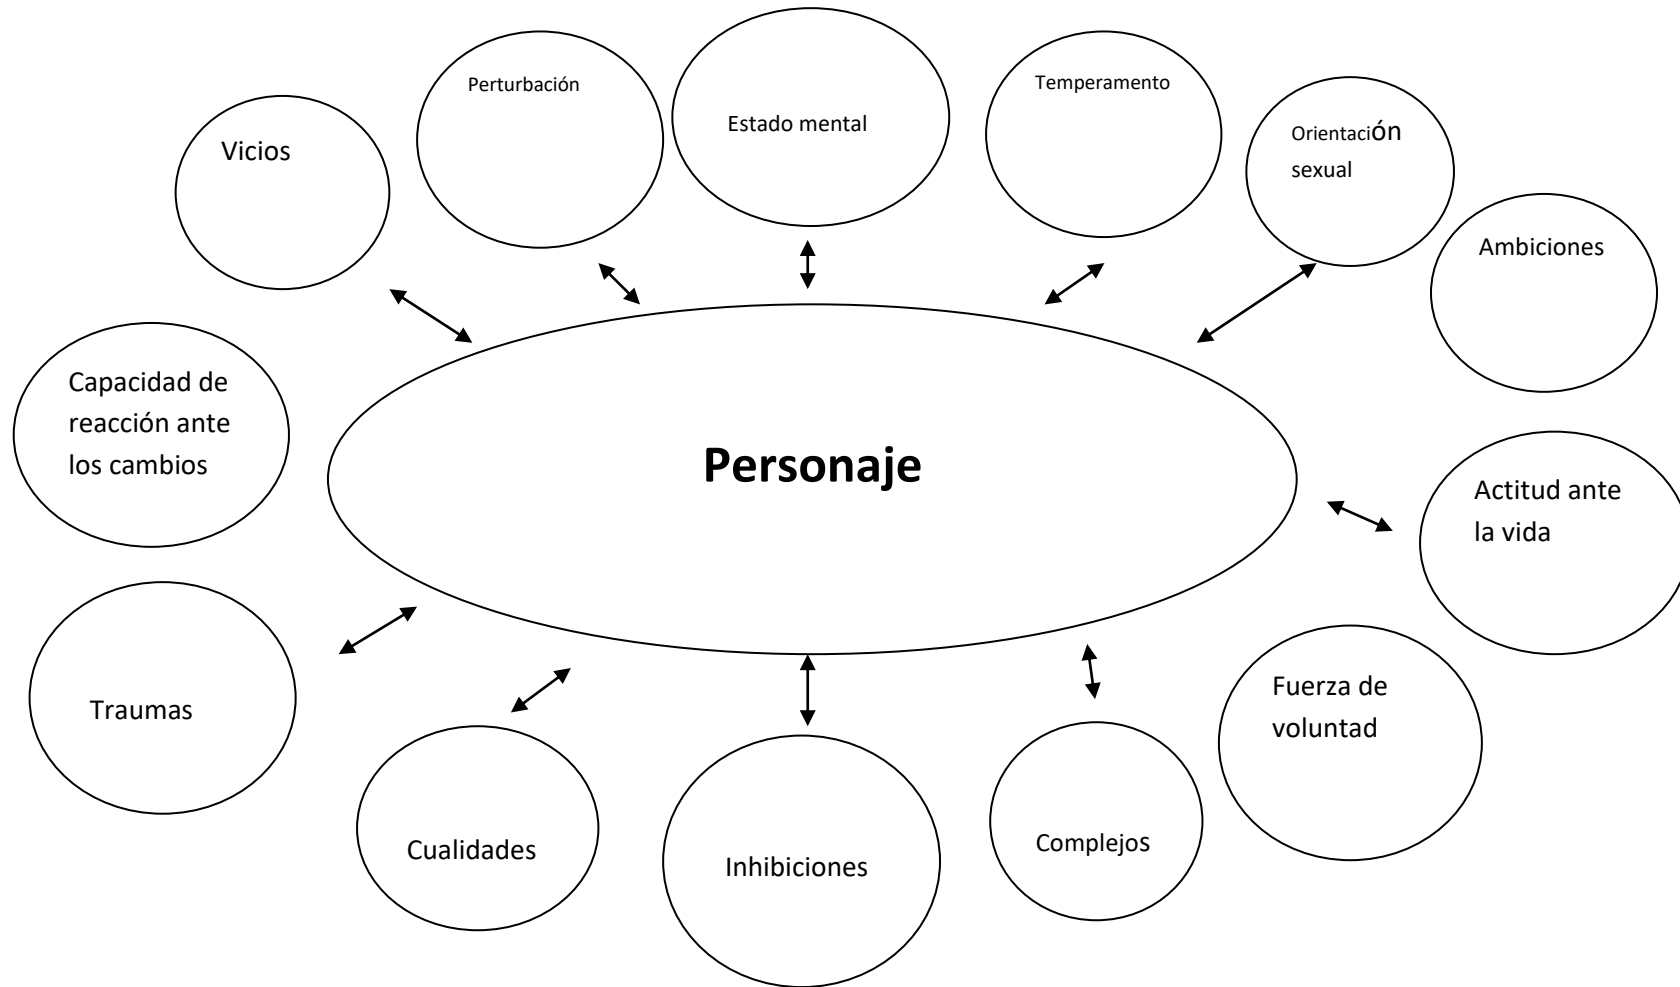 Perturbación
Estado mental
Temperamento
Orientación
sexual
Vicios
Ambiciones
Capacidad de
reacción ante
los cambios
Personaje
Actitud ante
la vida
Traumas
Fuerza de
voluntad
Cualidades
Inhibiciones
Complejos